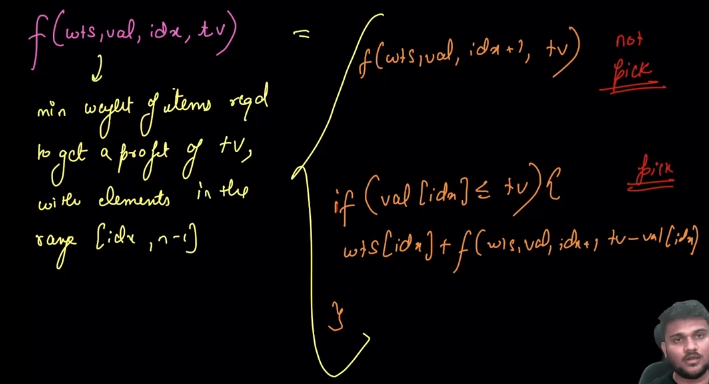 f(wts, val, idx, tv) =
min weight of items reqd
to get a profit of tv,
with elements in the
range [idx, n-1]
f(wts, val, idx+1, tv)
not
pick
if (val[idx] ≤ tv) {
pick
wts[idx] + f(wts, val, idx+1, tv - val[idx]
}